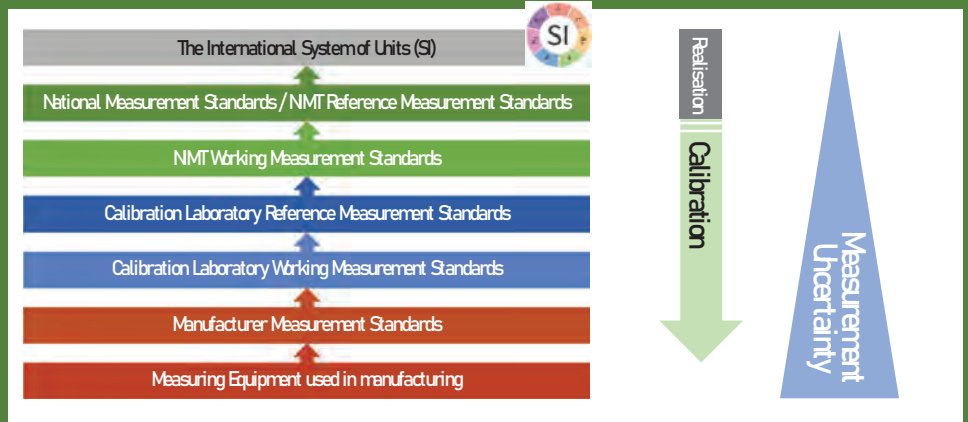 The International System of Units (SI)
SI
National Measurement Standards / NMT Reference Measurement Standards
NMT Working Measurement Standards
Calibration Laboratory Reference Measurement Standards
Calibration Laboratory Working Measurement Standards
Manufacturer Measurement Standards
Measuring Equipment used in manufacturing
Realisation
Calibration
Measurement
Uncertainty